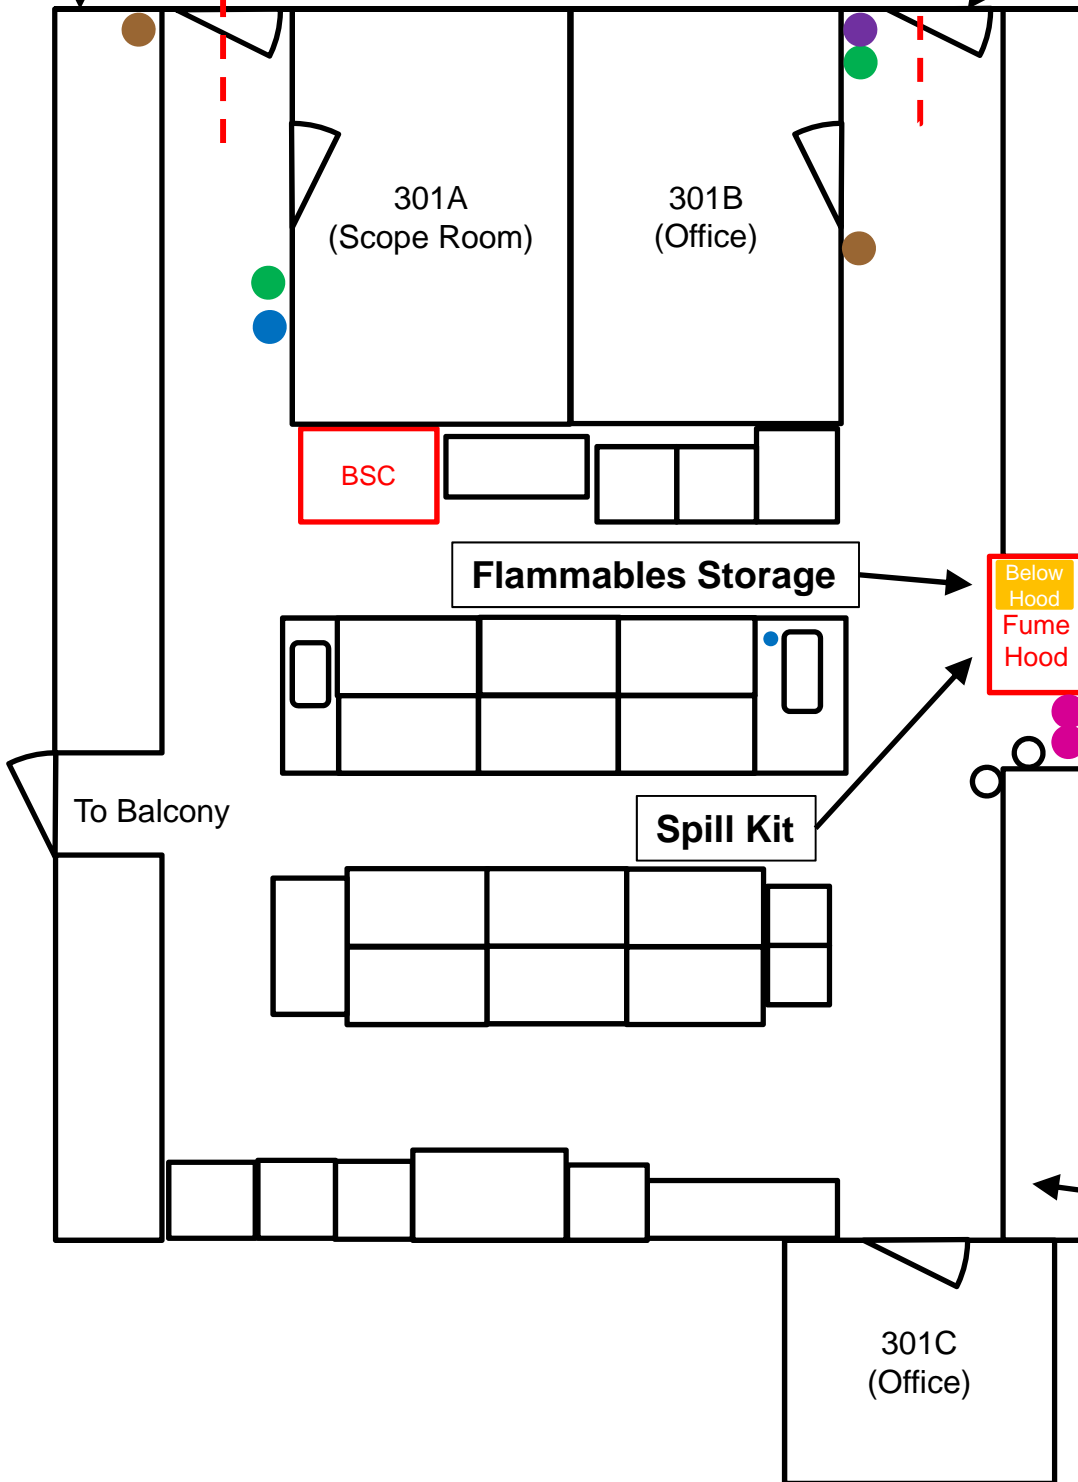 301A
(Scope Room)
301B
(Office)
BSC
Flammables Storage
Below
Hood
Fume
Hood
To Balcony
Spill Kit
301C
(Office)